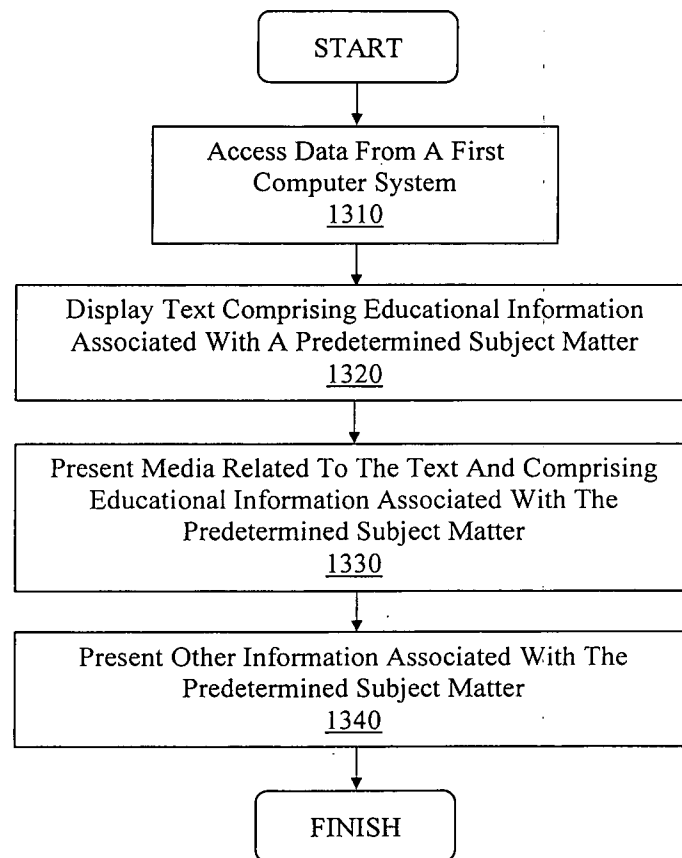 START
Access Data From A First
Computer System
1310
Display Text Comprising Educational Information
Associated With A Predetermined Subject Matter
1320
Present Media Related To The Text And Comprising
Educational Information Associated With The
Predetermined Subject Matter
1330
Present Other Information Associated With The
Predetermined Subject Matter
1340
FINISH